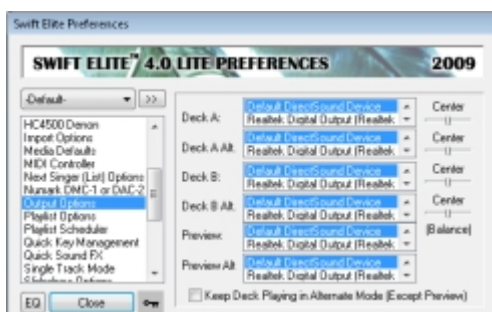 Swift Elite Preferences
SWIFT ELITE™ 4.0 LITE PREFERENCES 2009
-Default- >>
HC4500 Denon
Import Options
Media Defaults
MIDI Controller
Next Singer (List) Options
Numark DMC-1 or DAC-2
Output Options
Playlist Options
Playlist Scheduler
Quick Key Management
Quick Sound FX
Single Track Mode
Slideshow Options
EQ Close
Deck A: Default DirectSound Device Center
Realtek Digital Output (Realtek
Deck A Alt: Default DirectSound Device Center
Realtek Digital Output (Realtek
Deck B: Default DirectSound Device Center
Realtek Digital Output (Realtek
Deck B Alt: Default DirectSound Device Center
Realtek Digital Output (Realtek
Preview: Default DirectSound Device (Balance)
Realtek Digital Output (Realtek
Preview Alt Default DirectSound Device
Realtek Digital Output (Realtek
Keep Deck Playing in Alternate Mode (Except Preview)